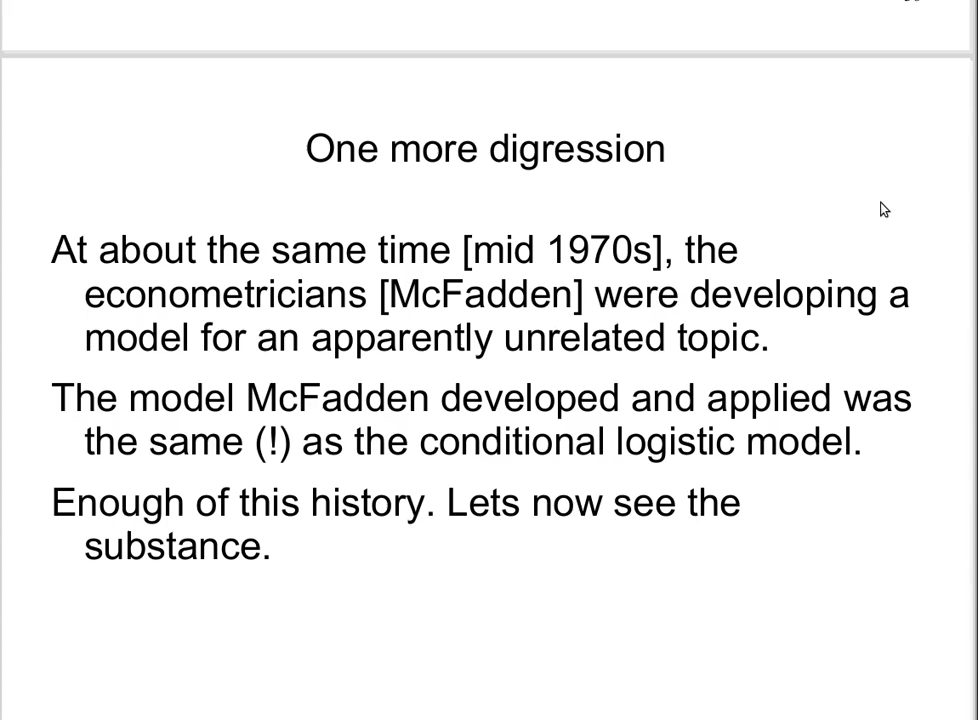 One more digression
At about the same time [mid 1970s], the
econometricians [McFadden] were developing a
model for an apparently unrelated topic.
The model McFadden developed and applied was
the same (!) as the conditional logistic model.
Enough of this history. Lets now see the
substance.